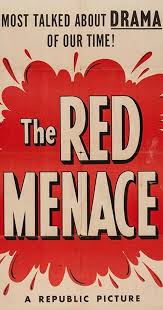 MOST TALKED ABOUT DRAMA
OF OUR TIME!
The RED
MENACE
A REPUBLIC PICTURE